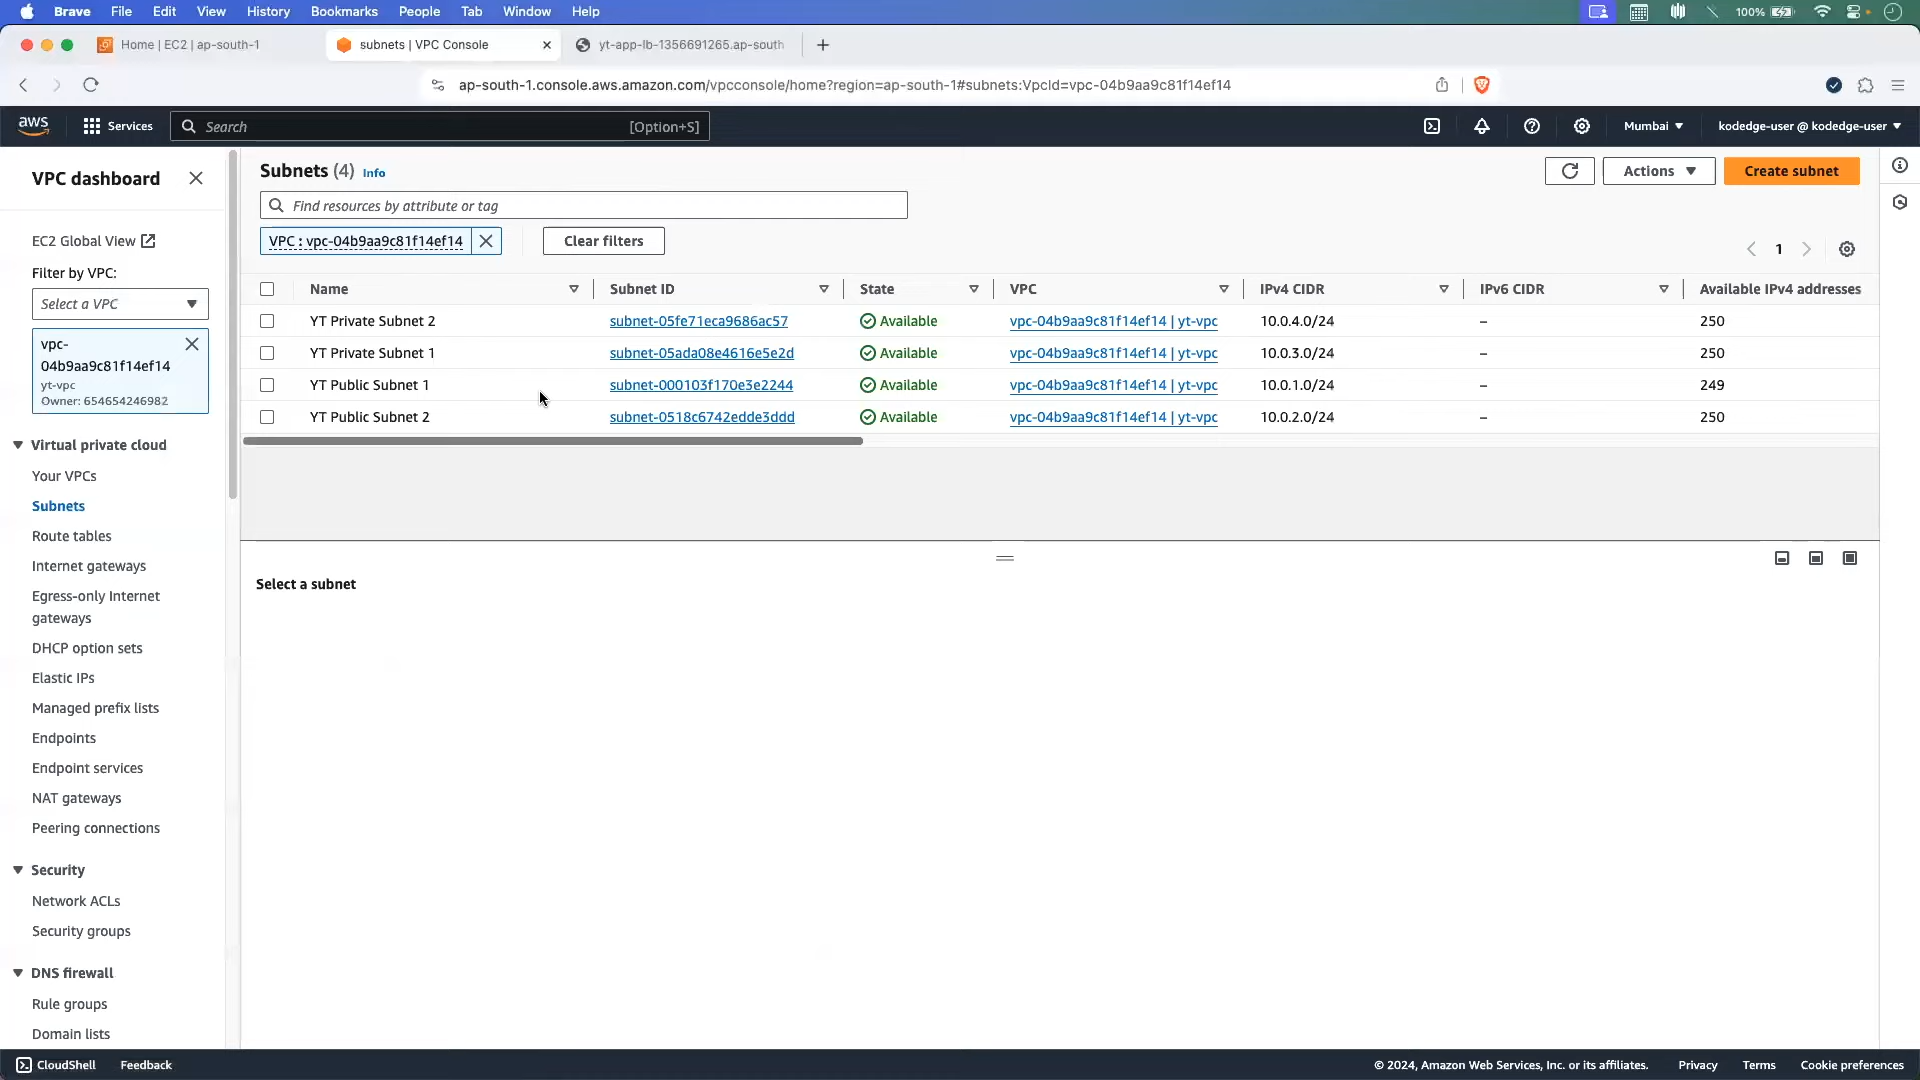 Brave File Edit View History Bookmarks People Tab Window Help 100%
Home | EC2 | ap-south-1
subnets | VPC Console
yt-app-lb-1356691265.ap-south
ap-south-1.console.aws.amazon.com/vpcconsole/home?region=ap-south-1#subnets:VpcId=vpc-04b9aa9c81f14ef14
aws Services Search [Option+S] Mumbai kodedge-user @ kodedge-user
VPC dashboard
EC2 Global View
Filter by VPC:
Select a VPC
vpc-
04b9aa9c81f14ef14
yt-vpc
Owner: 654654246982
Virtual private cloud
Your VPCs
Subnets
Route tables
Internet gateways
Egress-only Internet
gateways
DHCP option sets
Elastic IPs
Managed prefix lists
Endpoints
Endpoint services
NAT gateways
Peering connections
Security
Network ACLs
Security groups
DNS firewall
Rule groups
Domain lists
Subnets (4) Info
Actions
Create subnet
Find resources by attribute or tag
VPC : vpc-04b9aa9c81f14ef14
Clear filters
1
Name Subnet ID State VPC IPv4 CIDR IPv6 CIDR Available IPv4 addresses
YT Private Subnet 2 subnet-05fe71eca9686ac57 Available vpc-04b9aa9c81f14ef14 | yt-vpc 10.0.4.0/24 – 250
YT Private Subnet 1 subnet-05ada08e4616e5e2d Available vpc-04b9aa9c81f14ef14 | yt-vpc 10.0.3.0/24 – 250
YT Public Subnet 1 subnet-000103f170e3e2244 Available vpc-04b9aa9c81f14ef14 | yt-vpc 10.0.1.0/24 – 249
YT Public Subnet 2 subnet-0518c6742edde3ddd Available vpc-04b9aa9c81f14ef14 | yt-vpc 10.0.2.0/24 – 250
Select a subnet
CloudShell Feedback © 2024, Amazon Web Services, Inc. or its affiliates. Privacy Terms Cookie preferences